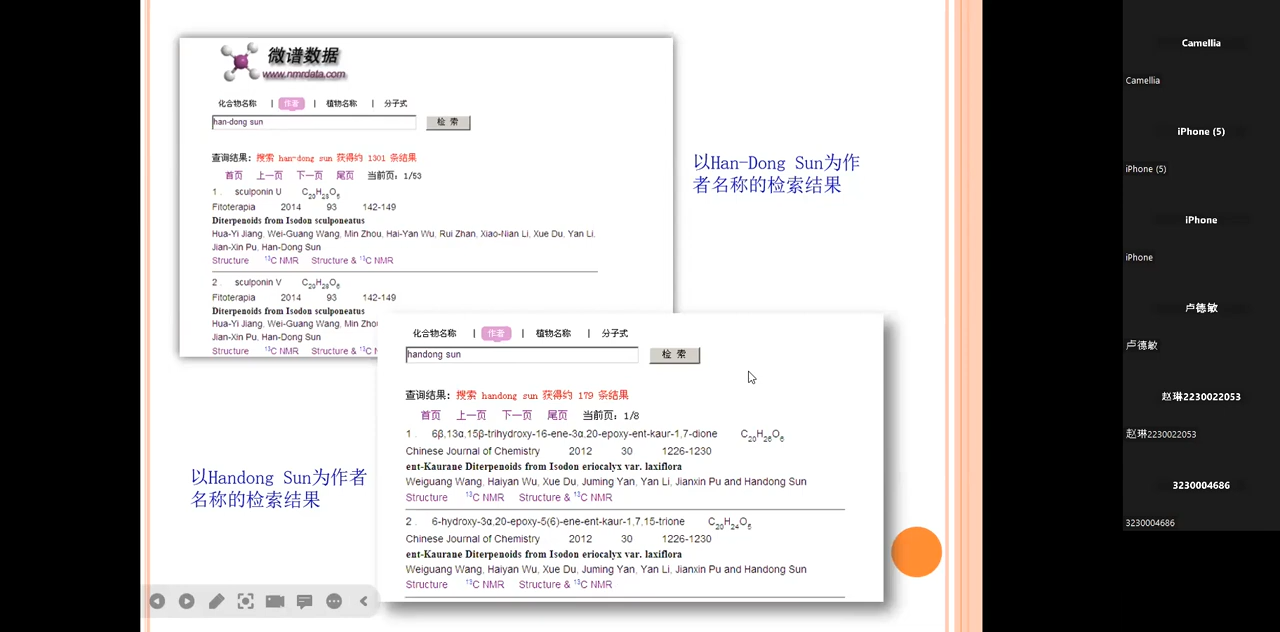 微谱数据
www.nmrdata.com
化合物名称 | 作者 | 植物名称 | 分子式
han-dong sun 检 索
查询结果: 搜索 han-dong sun 获得约 1301 条结果
首页 上一页 下一页 尾页 当前页: 1/53
1 . sculponin U C20H28O6
Fitoterapia 2014 93 142-149
Diterpenoids from Isodon sculponeatus
Hua-Yi Jiang, Wei-Guang Wang, Min Zhou, Hai-Yan Wu, Rui Zhan, Xiao-Nian Li, Xue Du, Yan Li,
Jian-Xin Pu, Han-Dong Sun
Structure 13C NMR Structure & 13C NMR
2 . sculponin V C20H28O6
Fitoterapia 2014 93 142-149
Diterpenoids from Isodon sculponeatus
Hua-Yi Jiang, Wei-Guang Wang, Min Zhou
Jian-Xin Pu, Han-Dong Sun
Structure 13C NMR Structure & 13C N
以Han-Dong Sun为作
者名称的检索结果
化合物名称 | 作者 | 植物名称 | 分子式
handong sun 检 索
查询结果: 搜索 handong sun 获得约 179 条结果
首页 上一页 下一页 尾页 当前页: 1/8
1 . 6β,13α,15β-trihydroxy-16-ene-3α,20-epoxy-ent-kaur-1,7-dione C20H26O6
Chinese Journal of Chemistry 2012 30 1226-1230
ent-Kaurane Diterpenoids from Isodon eriocalyx var. laxiflora
Weiguang Wang, Haiyan Wu, Xue Du, Juming Yan, Yan Li, Jianxin Pu and Handong Sun
Structure 13C NMR Structure & 13C NMR
2 . 6-hydroxy-3α,20-epoxy-5(6)-ene-ent-kaur-1,7,15-trione C20H24O5
Chinese Journal of Chemistry 2012 30 1226-1230
ent-Kaurane Diterpenoids from Isodon eriocalyx var. laxiflora
Weiguang Wang, Haiyan Wu, Xue Du, Juming Yan, Yan Li, Jianxin Pu and Handong Sun
Structure 13C NMR Structure & 13C NMR
以Handong Sun为作者
名称的检索结果
Camellia
Camellia
iPhone (5)
iPhone (5)
iPhone
iPhone
卢德敏
卢德敏
赵琳2230022053
赵琳2230022053
3230004686
3230004686